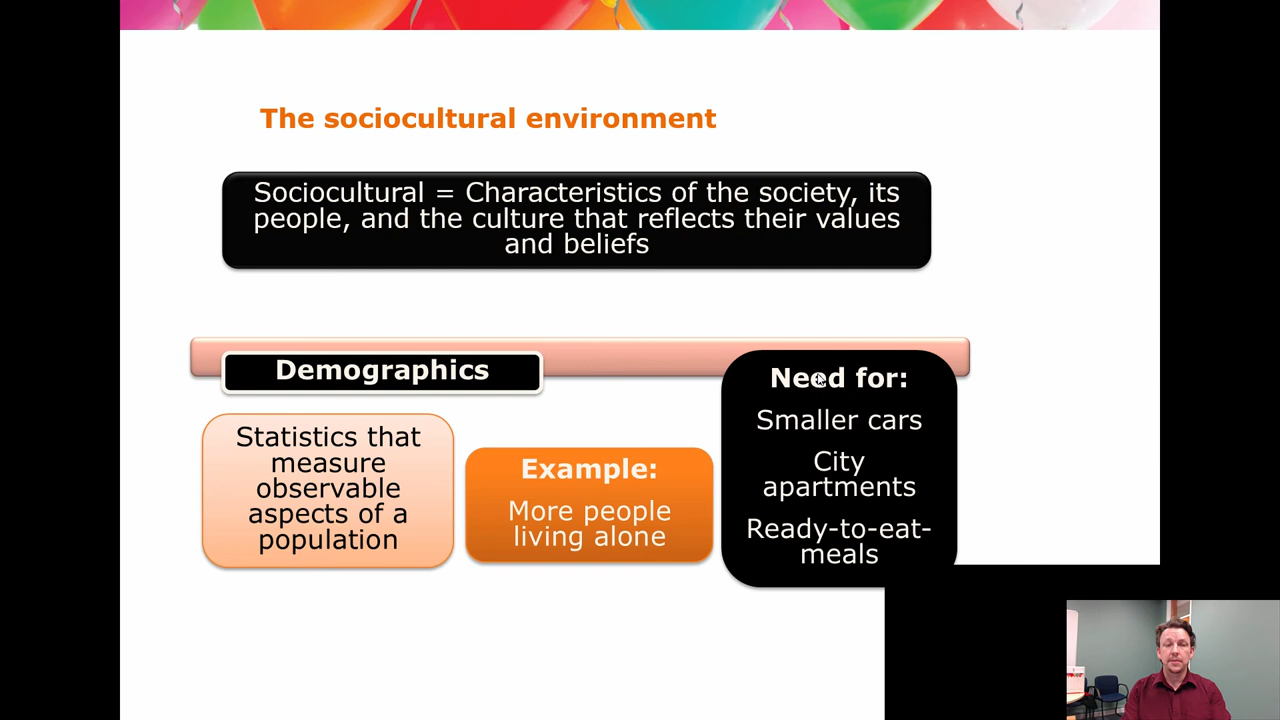 The sociocultural environment
Sociocultural = Characteristics of the society, its
people, and the culture that reflects their values
and beliefs
Demographics
Statistics that
measure
observable
aspects of a
population
Example:
More people
living alone
Need for:
Smaller cars
City
apartments
Ready-to-eat-
meals